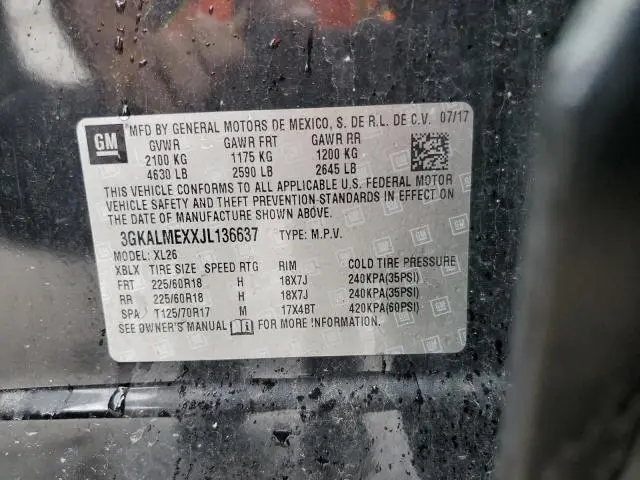 GM
MFD BY GENERAL MOTORS DE MEXICO, S. DE R.L. DE C.V. 07/17
GVWR GAWR FRT GAWR RR
2100 KG 1175 KG 1200 KG
4630 LB 2590 LB 2645 LB
THIS VEHICLE CONFORMS TO ALL APPLICABLE U.S. FEDERAL MOTOR
VEHICLE SAFETY AND THEFT PREVENTION STANDARDS IN EFFECT ON
THE DATE OF MANUFACTURE SHOWN ABOVE.
3GKALMEXXJL136637 TYPE: M.P.V.
MODEL: XL26
XBLX TIRE SIZE SPEED RTG RIM COLD TIRE PRESSURE
FRT 225/60R18 H 18X7J 240KPA(35PSI)
RR 225/60R18 H 18X7J 240KPA(35PSI)
SPA T125/70R17 M 17X4BT 420KPA(60PSI)
SEE OWNER'S MANUAL FOR MORE INFORMATION.